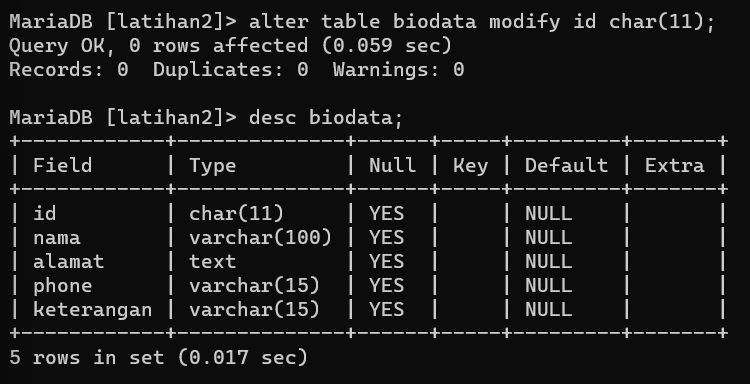 MariaDB [latihan2]> alter table biodata modify id char(11);
Query OK, 0 rows affected (0.059 sec)
Records: 0  Duplicates: 0  Warnings: 0

MariaDB [latihan2]> desc biodata;
+------------+--------------+------+-----+---------+-------+
| Field      | Type         | Null | Key | Default | Extra |
+------------+--------------+------+-----+---------+-------+
| id         | char(11)     | YES  |     | NULL    |       |
| nama       | varchar(100) | YES  |     | NULL    |       |
| alamat     | text         | YES  |     | NULL    |       |
| phone      | varchar(15)  | YES  |     | NULL    |       |
| keterangan | varchar(15)  | YES  |     | NULL    |       |
+------------+--------------+------+-----+---------+-------+
5 rows in set (0.017 sec)